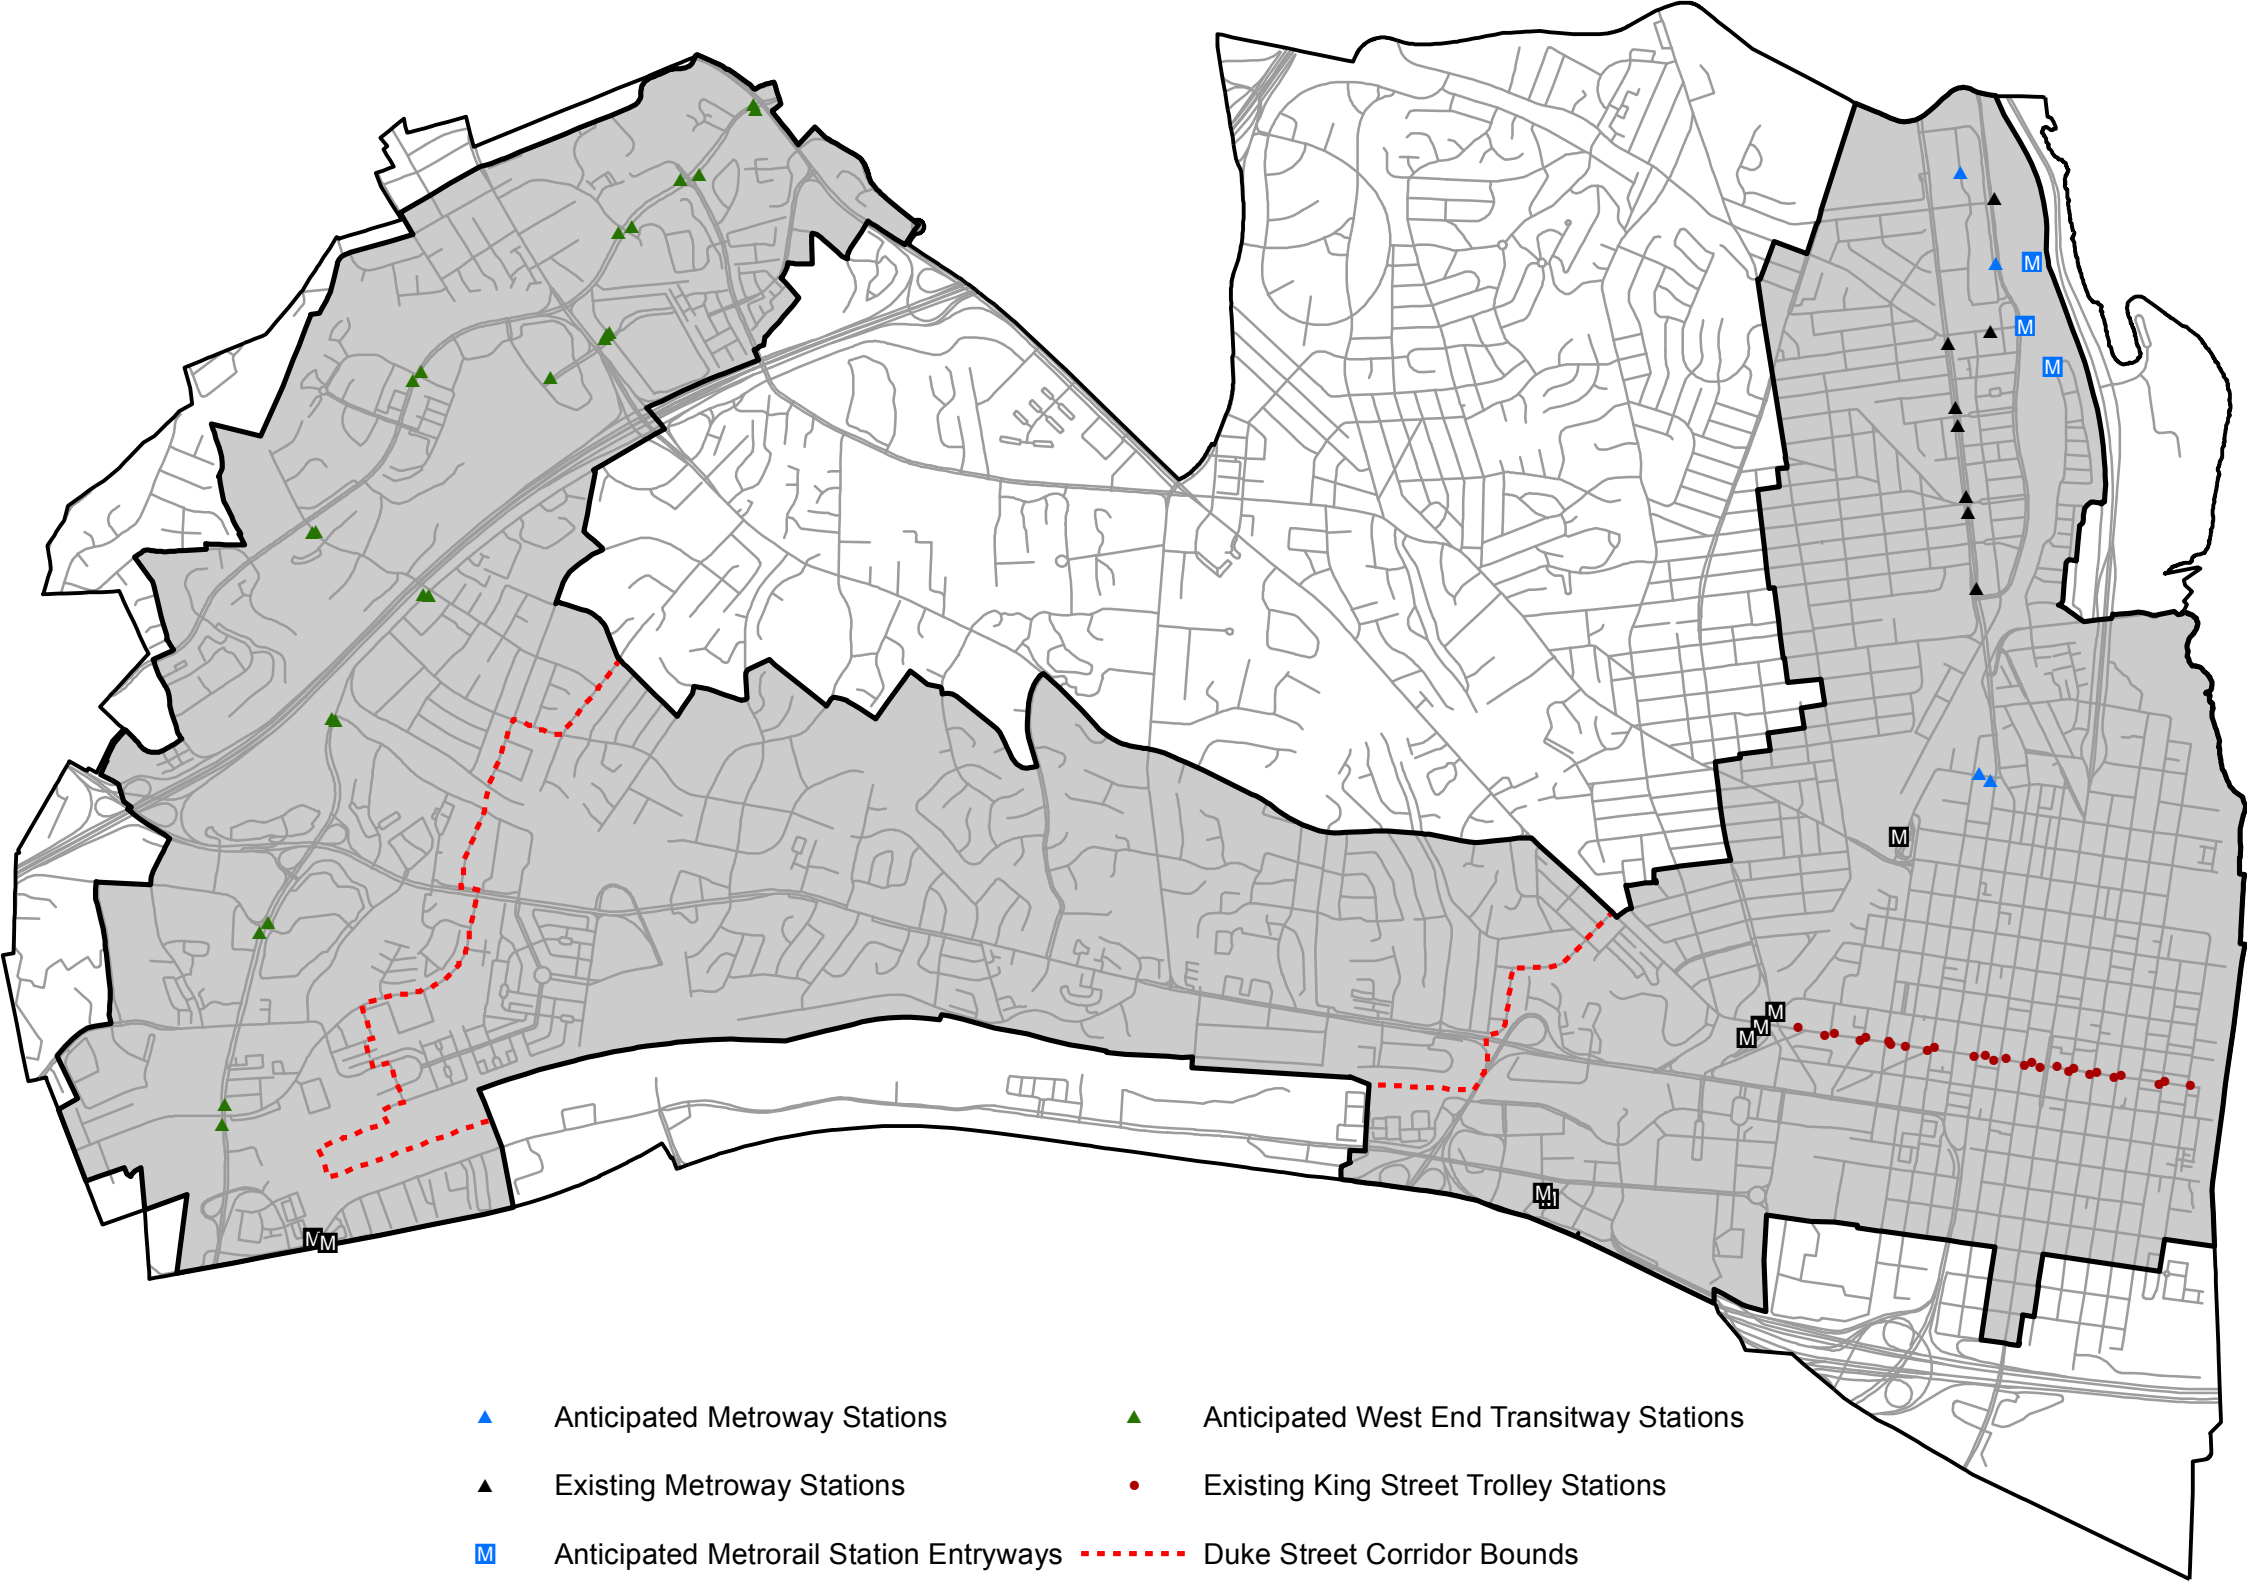 M
M
M
M
M
M
M
M
M
M
Anticipated Metroway Stations
Anticipated West End Transitway Stations
Existing Metroway Stations
Existing King Street Trolley Stations
M Anticipated Metrorail Station Entryways
Duke Street Corridor Bounds